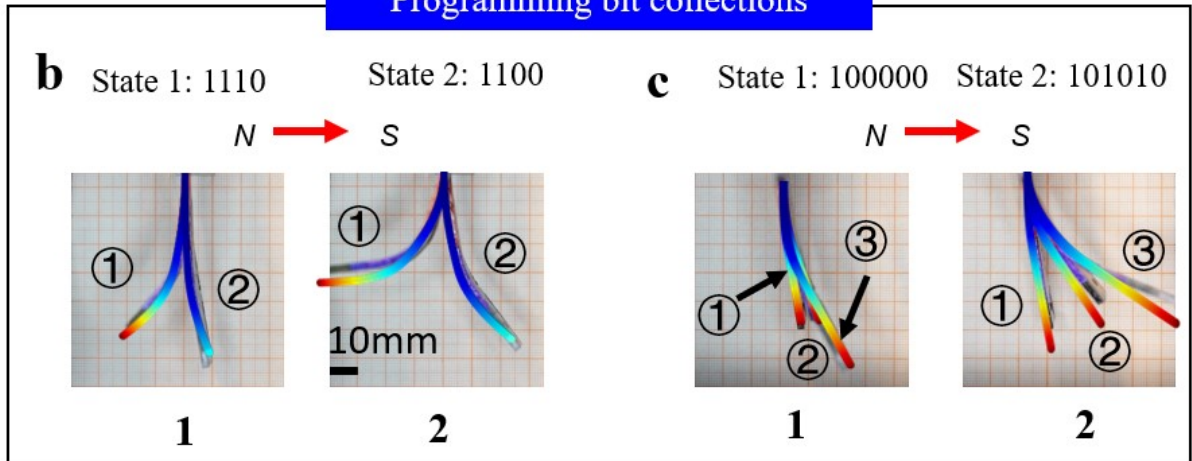 Programming bit collections
b State 1: 1110 State 2: 1100
N S
① ②
① ②
10mm
1 2
c State 1: 100000 State 2: 101010
N S
① ② ③
① ② ③
1 2